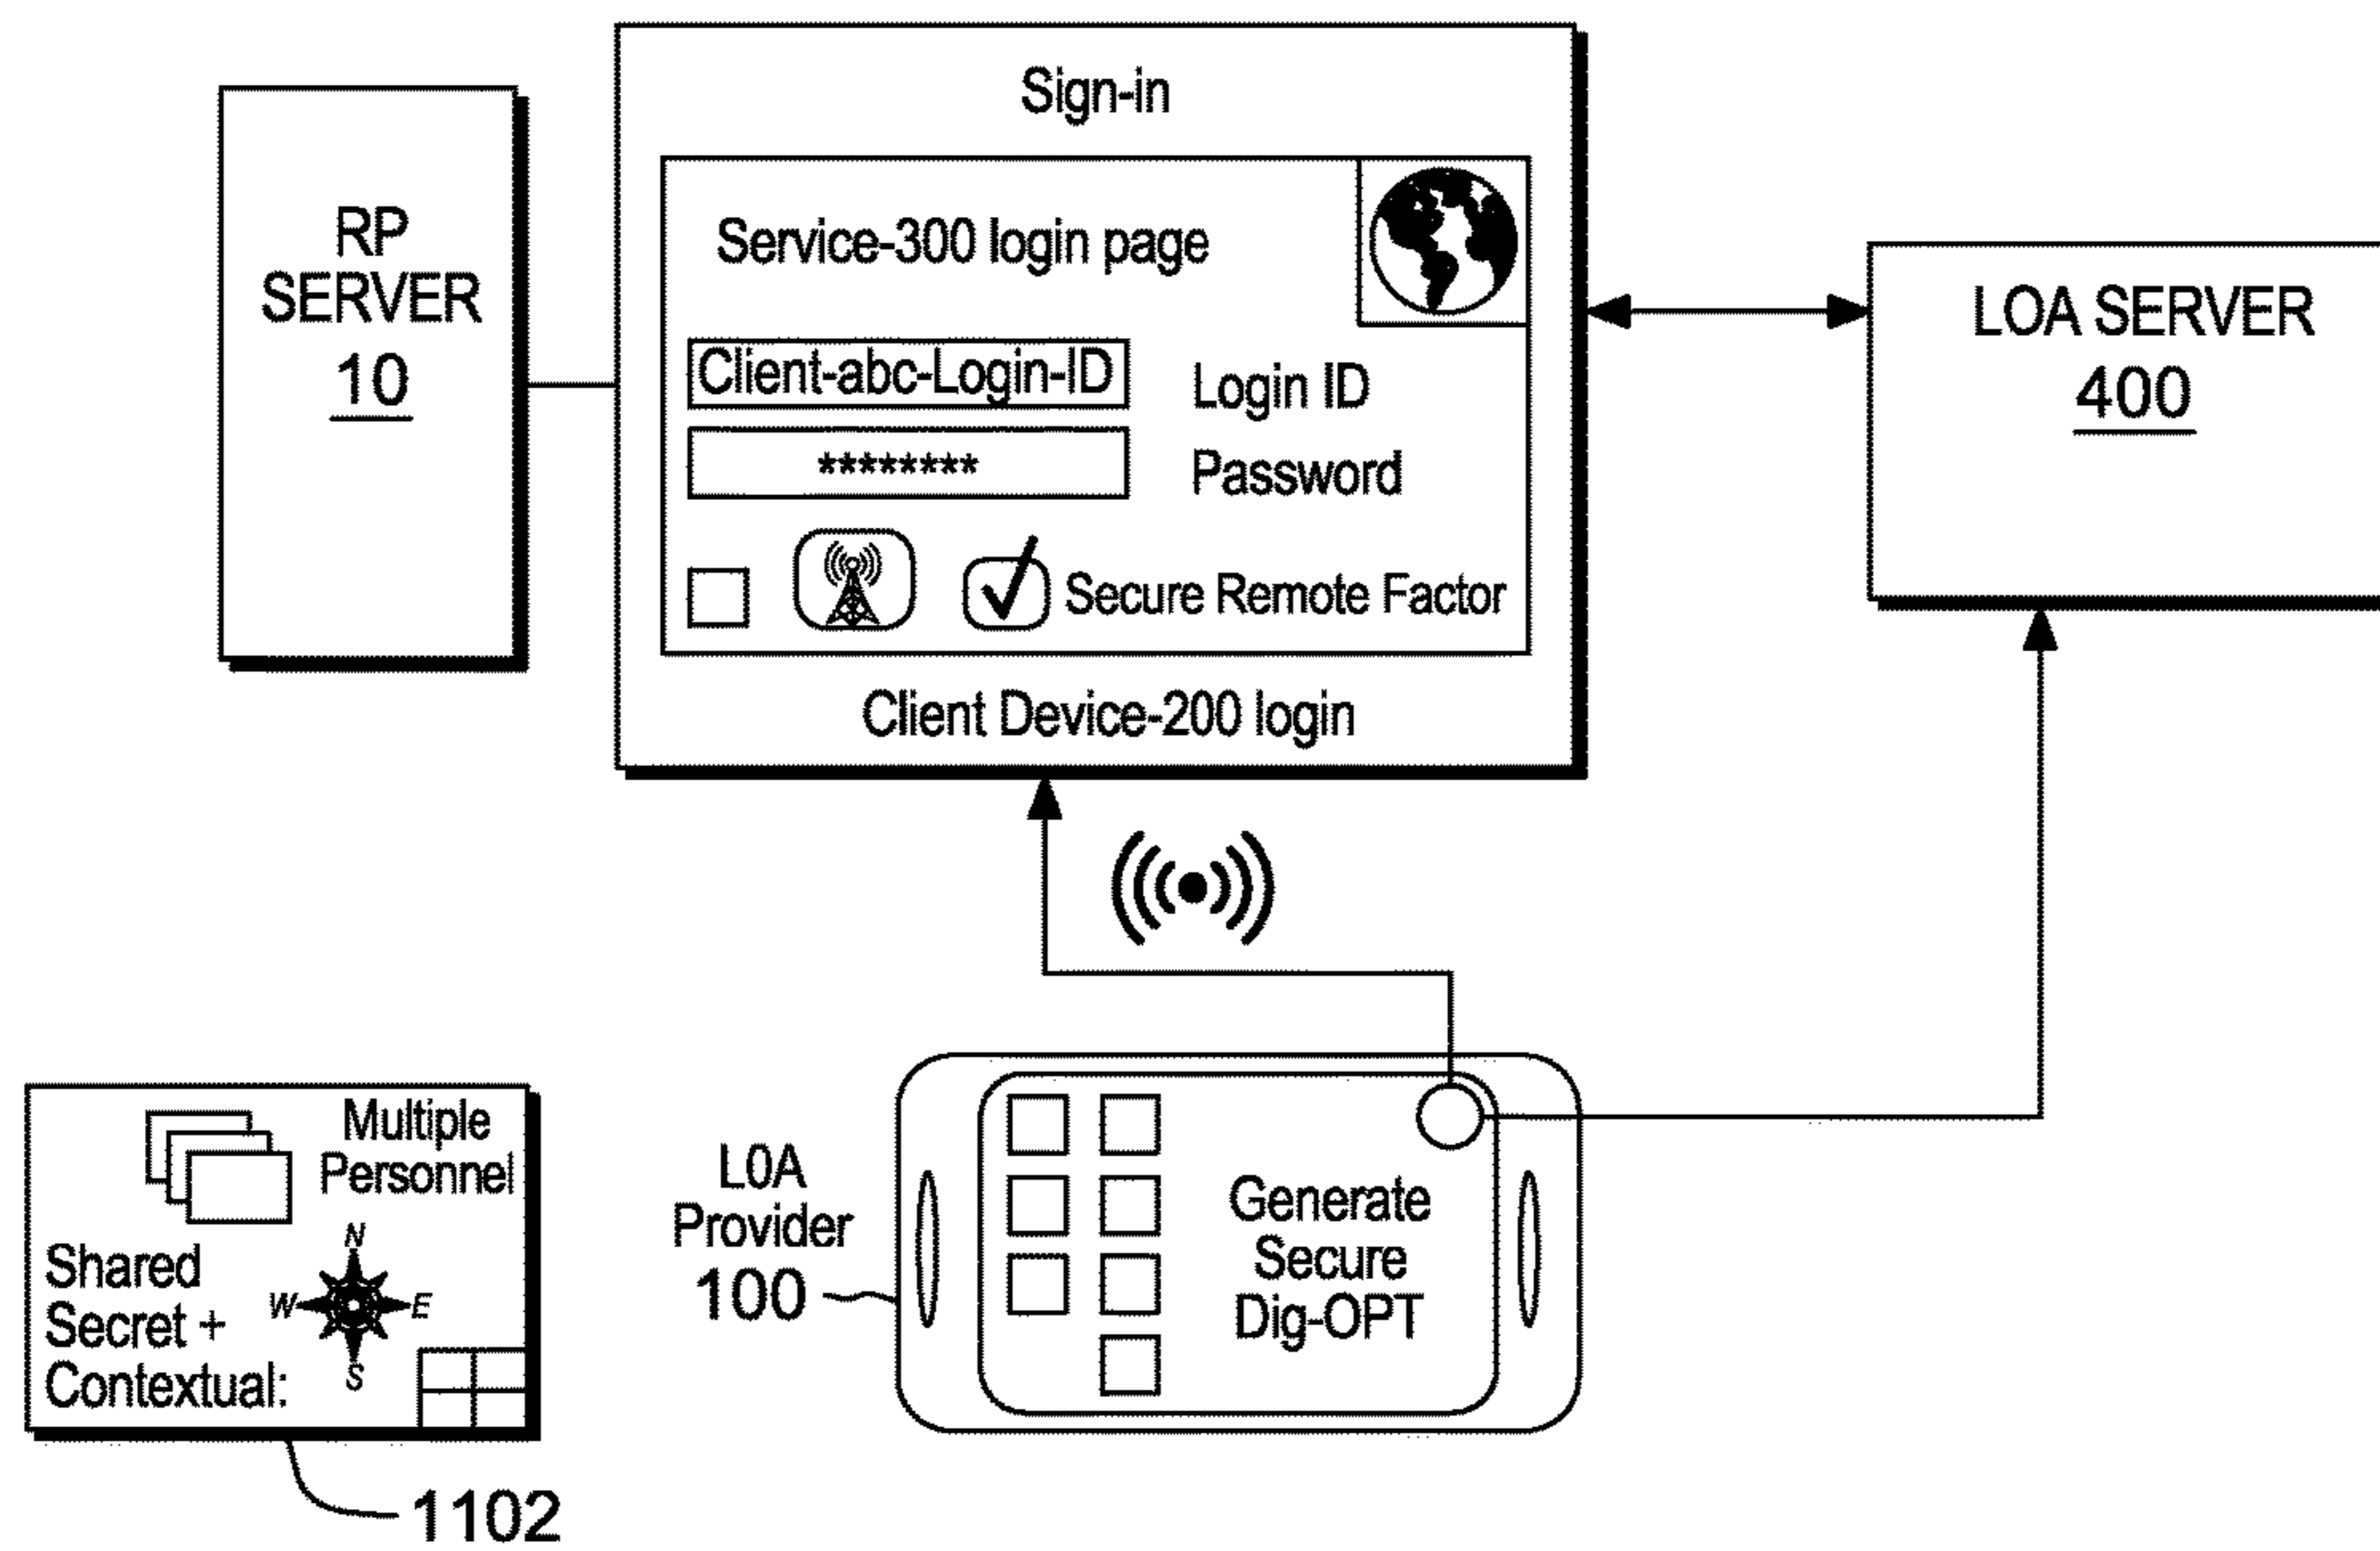 Sign-in
RP
SERVER
10
Service-300 login page
Client-abc-Login-ID
Login ID
********
Password
Secure Remote Factor
Client Device-200 login
LOA SERVER
400
Multiple
Personnel
Shared
Secret +
Contextual:
N
W
E
S
1102
L0A
Provider
100
Generate
Secure
Dig-OPT